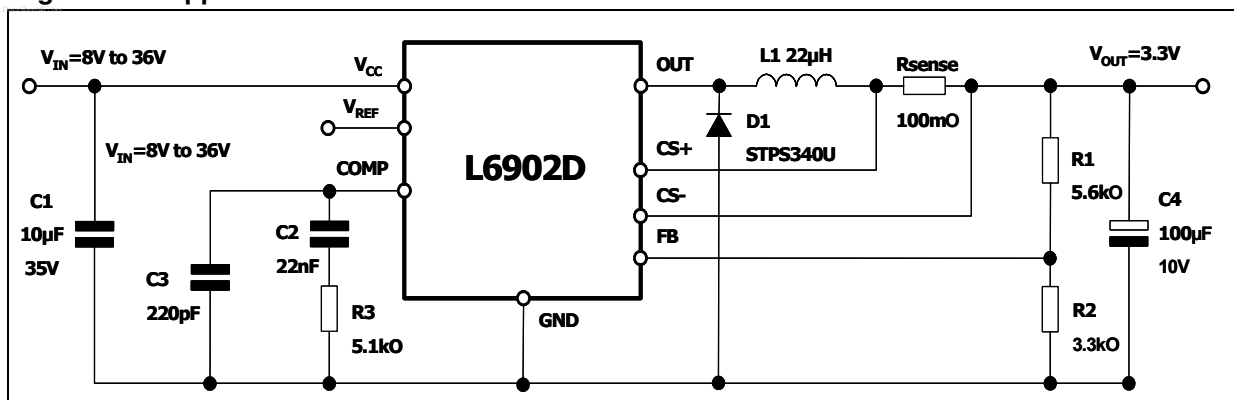 V_IN=8V to 36V
V_CC
OUT
L1 22µH
Rsense
V_OUT=3.3V
V_REF
100mO
D1
STPS340U
V_IN=8V to 36V
COMP
L6902D
CS+
R1
5.6kO
CS-
C1
10µF
35V
C2
22nF
FB
C4
100µF
10V
C3
220pF
R3
5.1kO
GND
R2
3.3kO